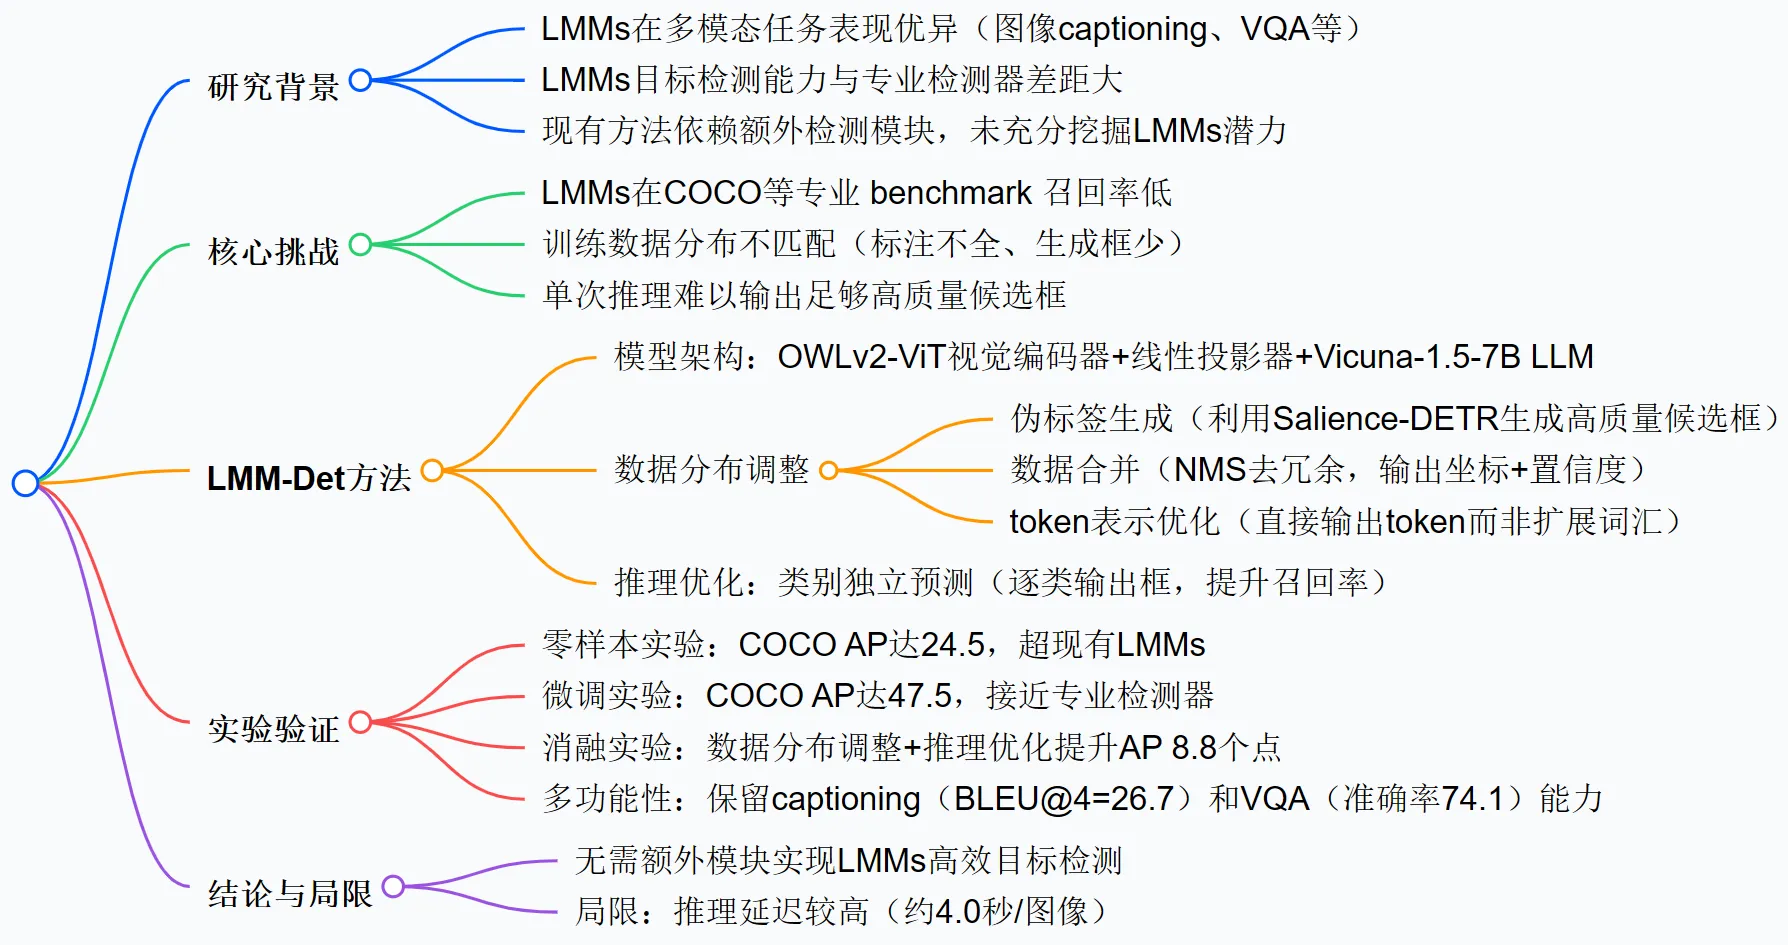 研究背景
LMMs在多模态任务表现优异（图像captioning、VQA等）
LMMs目标检测能力与专业检测器差距大
现有方法依赖额外检测模块，未充分挖掘LMMs潜力
核心挑战
LMMs在COCO等专业 benchmark 召回率低
训练数据分布不匹配（标注不全、生成框少）
单次推理难以输出足够高质量候选框
LMM-Det方法
模型架构：OWLv2-ViT视觉编码器+线性投影器+Vicuna-1.5-7B LLM
数据分布调整
伪标签生成（利用Salience-DETR生成高质量候选框）
数据合并（NMS去冗余，输出坐标+置信度）
token表示优化（直接输出token而非扩展词汇）
推理优化：类别独立预测（逐类输出框，提升召回率）
实验验证
零样本实验：COCO AP达24.5，超现有LMMs
微调实验：COCO AP达47.5，接近专业检测器
消融实验：数据分布调整+推理优化提升AP 8.8个点
多功能性：保留captioning（BLEU@4=26.7）和VQA（准确率74.1）能力
结论与局限
无需额外模块实现LMMs高效目标检测
局限：推理延迟较高（约4.0秒/图像）